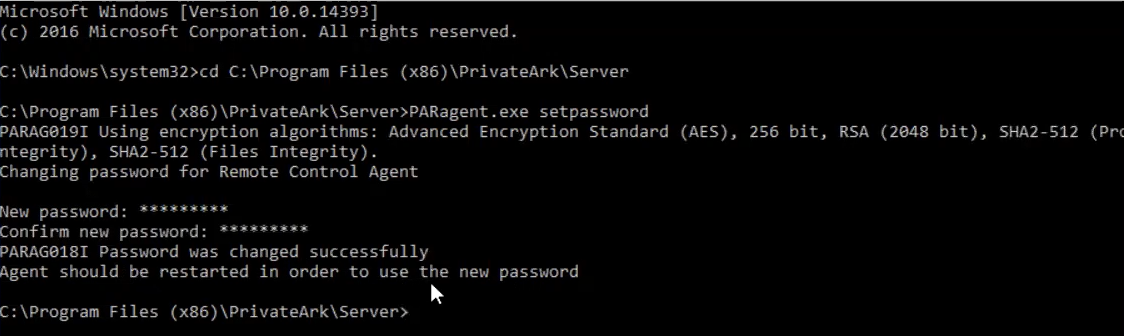 Microsoft Windows [Version 10.0.14393]
(c) 2016 Microsoft Corporation. All rights reserved.
C:\Windows\system32>cd C:\Program Files (x86)\PrivateArk\Server
C:\Program Files (x86)\PrivateArk\Server>PARagent.exe setpassword
PARAG019I Using encryption algorithms: Advanced Encryption Standard (AES), 256 bit, RSA (2048 bit), SHA2-512 (Pro
ntegrity), SHA2-512 (Files Integrity).
Changing password for Remote Control Agent
New password: *********
Confirm new password: *********
PARAG018I Password was changed successfully
Agent should be restarted in order to use the new password
C:\Program Files (x86)\PrivateArk\Server>